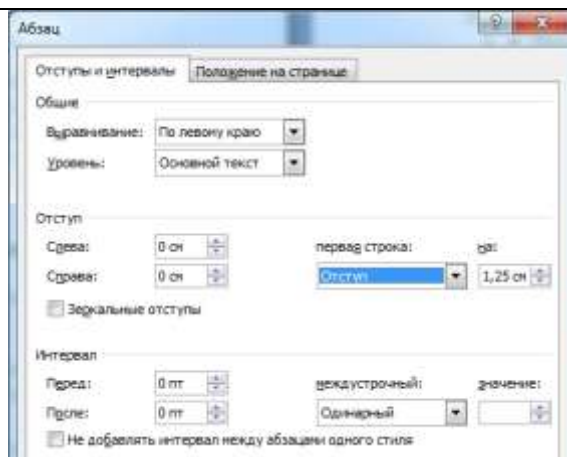 Абзац
Отступы и интервалы Положение на странице
Общие
Выравнивание: По левому краю
Уровень: Основной текст
Отступ
Слева: 0 см первая строка: на:
Справа: 0 см Отступ 1,25 см
Зеркальные отступы
Интервал
Перед: 0 пт междустрочный: значение:
После: 0 пт Одинарный
Не добавлять интервал между абзацами одного стиля